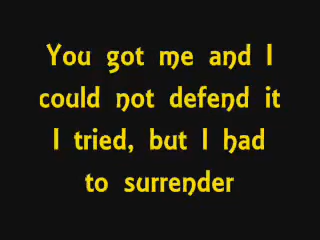 You got me and I
could not defend it
I tried, but I had
to surrender